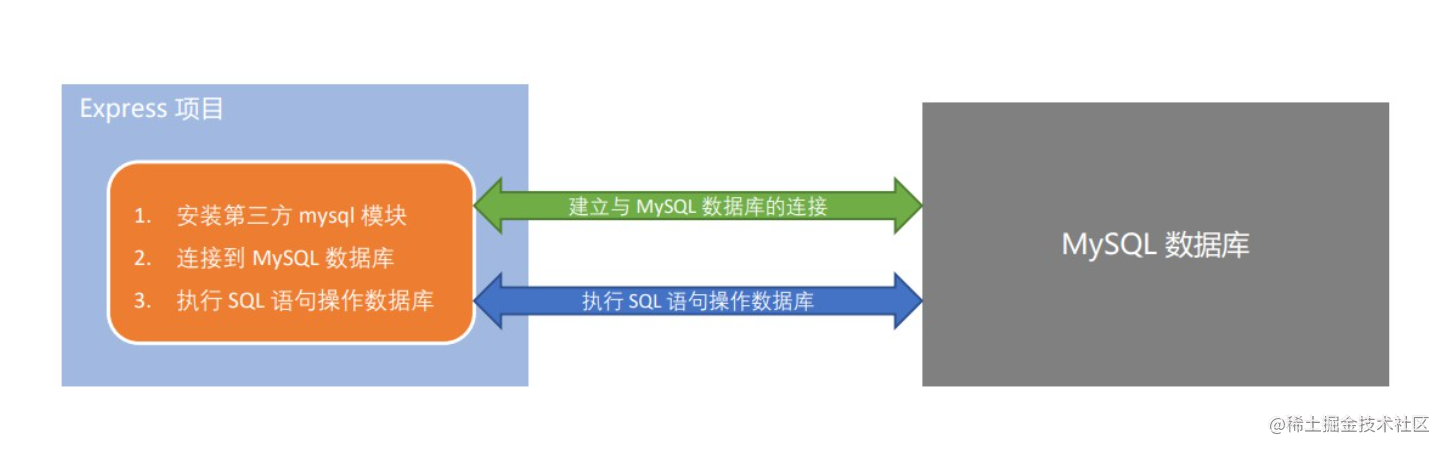 Express 项目
1. 安装第三方 mysql 模块
2. 连接到 MySQL 数据库
3. 执行 SQL 语句操作数据库
建立与 MySQL 数据库的连接
执行 SQL 语句操作数据库
MySQL 数据库
@稀土掘金技术社区